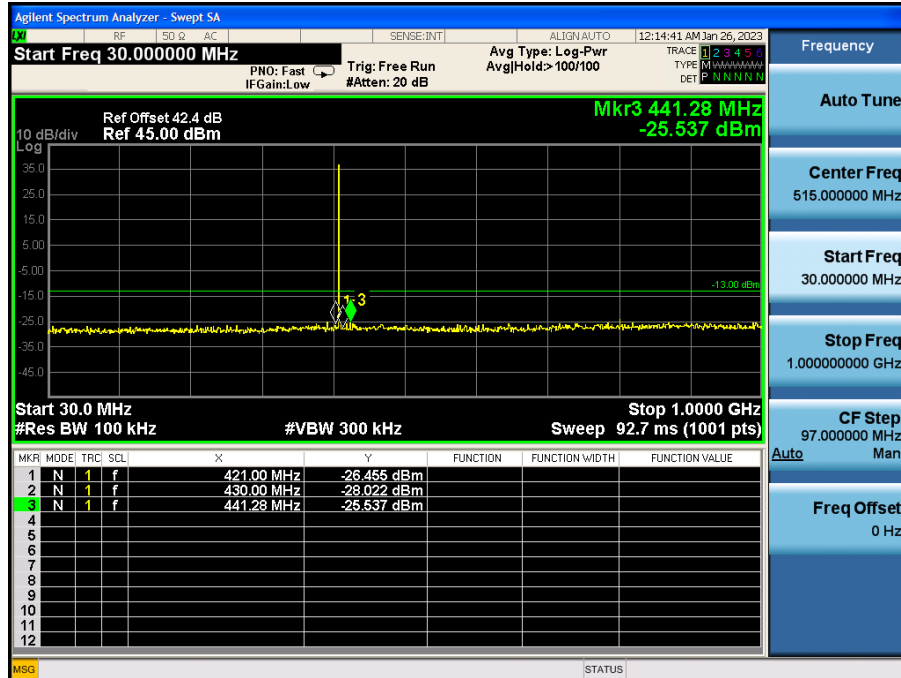 Agilent Spectrum Analyzer - Swept SA
LXI RF 50 Ω AC SENSE:INT ALIGN AUTO 12:14:41 AM Jan 26, 2023
Start Freq 30.000000 MHz
PNO: Fast
IFGain:Low
Trig: Free Run
#Atten: 20 dB
Avg Type: Log-Pwr
Avg|Hold:>100/100
TRACE 1 2 3 4 5 6
TYPE M WWWWW
DET P N N N N N
Frequency
Mkr3 441.28 MHz
-25.537 dBm
Ref Offset 42.4 dB
10 dB/div Ref 45.00 dBm
Log
35.0
25.0
15.0
5.00
-5.00
-15.0
-25.0
-35.0
-45.0
-13.00 dBm
1 3
Start 30.0 MHz Stop 1.0000 GHz
#Res BW 100 kHz #VBW 300 kHz Sweep 92.7 ms (1001 pts)
MKR MODE TRC SCL X Y FUNCTION FUNCTION WIDTH FUNCTION VALUE
1 N 1 f 421.00 MHz -26.455 dBm
2 N 1 f 430.00 MHz -28.022 dBm
3 N 1 f 441.28 MHz -25.537 dBm
4
5
6
7
8
9
10
11
12
Auto Tune
Center Freq
515.000000 MHz
Start Freq
30.000000 MHz
Stop Freq
1.000000000 GHz
CF Step
97.000000 MHz
Auto Man
Freq Offset
0 Hz
MSG STATUS